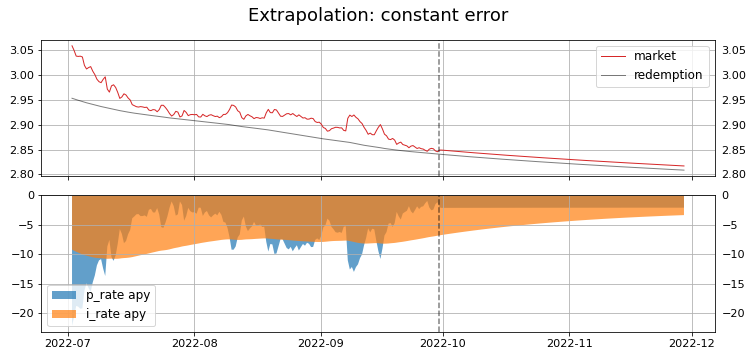 Extrapolation: constant error
3.05 3.05
3.00 3.00
2.95 2.95
2.90 2.90
2.85 2.85
2.80 2.80
market
redemption
0 0
−5 −5
−10 −10
−15 −15
−20 −20
p_rate apy
i_rate apy
2022-07 2022-08 2022-09 2022-10 2022-11 2022-12